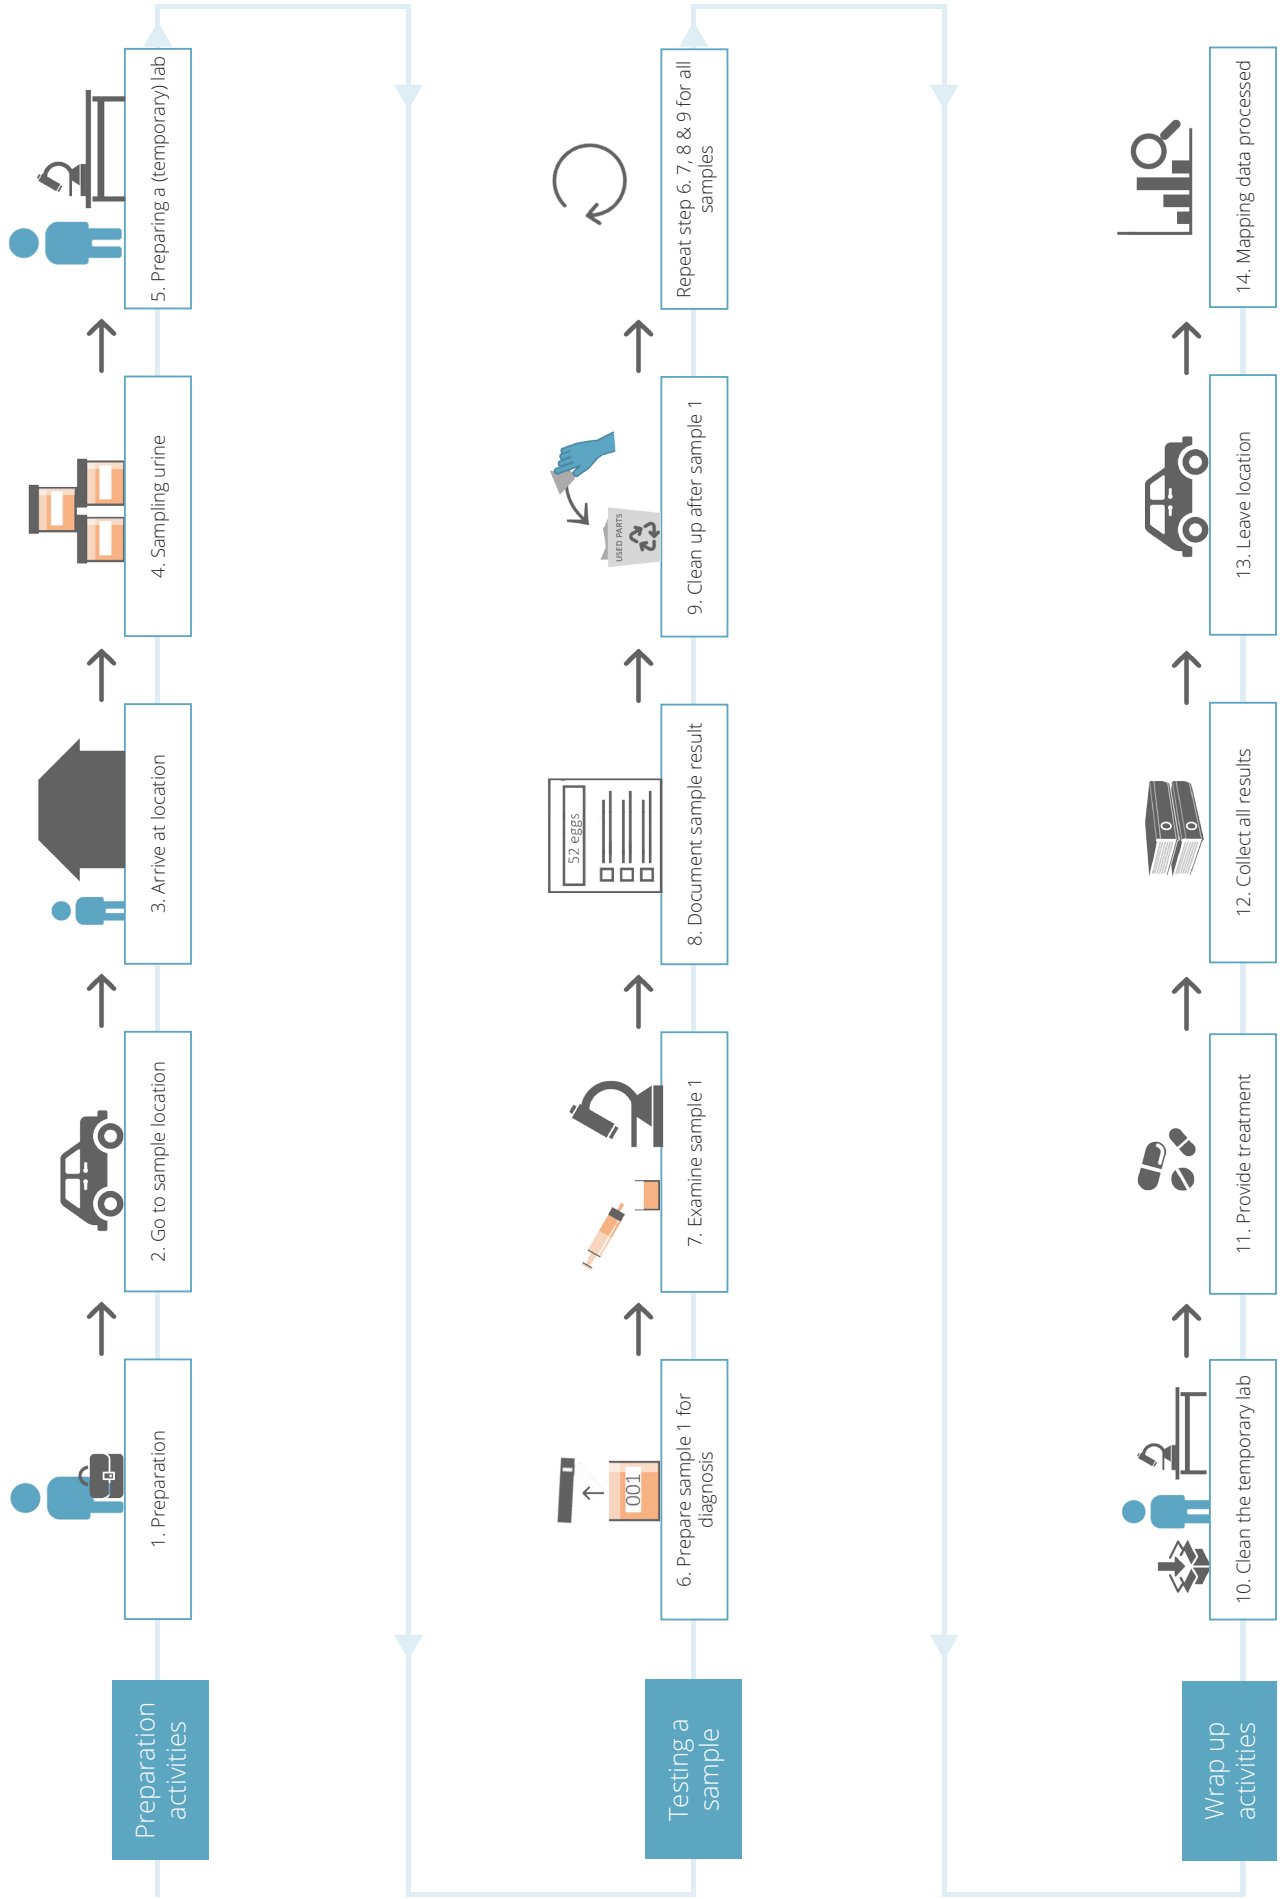 Preparation
activities
1. Preparation
2. Go to sample location
3. Arrive at location
4. Sampling urine
5. Preparing a (temporary) lab
Testing a
sample
001
6. Prepare sample 1 for
diagnosis
7. Examine sample 1
52 eggs
8. Document sample result
USED PARTS
9. Clean up after sample 1
Repeat step 6. 7, 8 & 9 for all
samples
Wrap up
activities
10. Clean the temporary lab
11. Provide treatment
12. Collect all results
13. Leave location
14. Mapping data processed